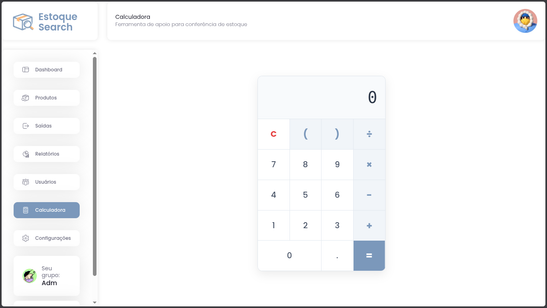 Estoque
Search
Calculadora
Ferramenta de apoio para conferência de estoque
Dashboard
Produtos
Saídas
Relatórios
Usuários
Calculadora
Configurações
Seu
grupo:
Adm
0
C ( ) ÷
7 8 9 ×
4 5 6 -
1 2 3 +
0 . =